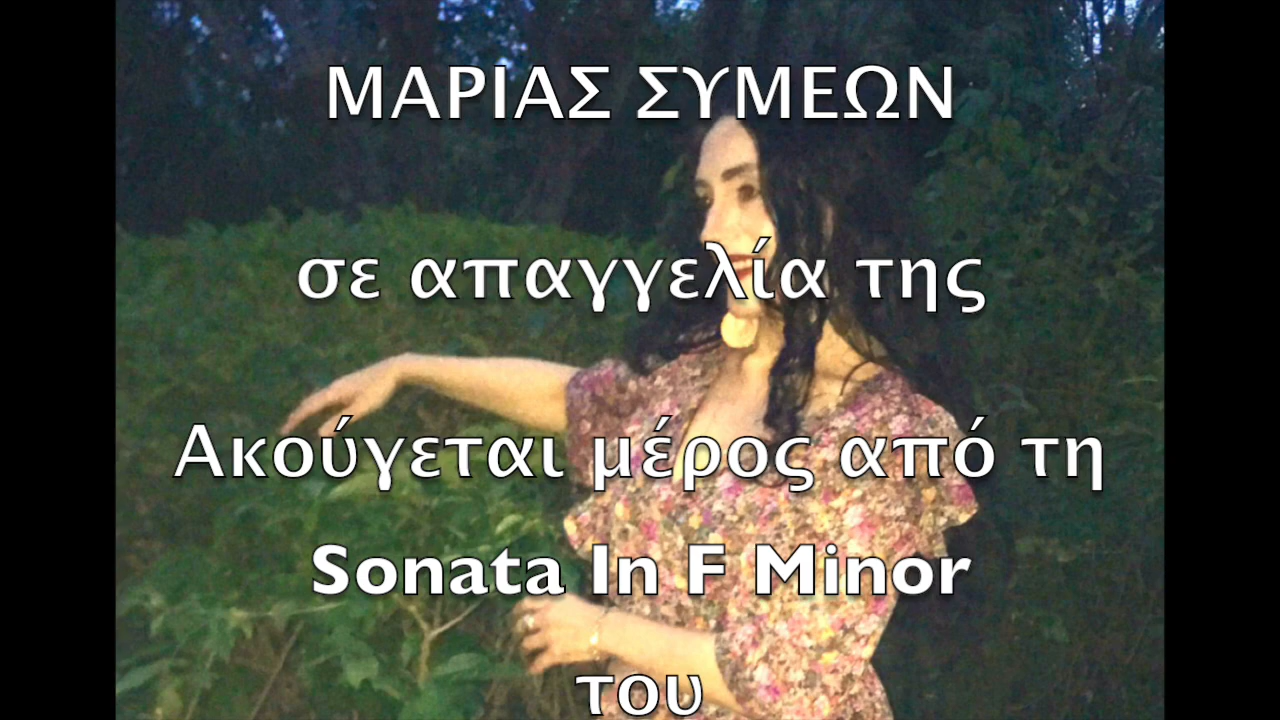 ΜΑΡΙΑΣ ΣΥΜΕΩΝ
σε απαγγελία της
Ακούγεται μέρος από τη
Sonata In F Minor
του